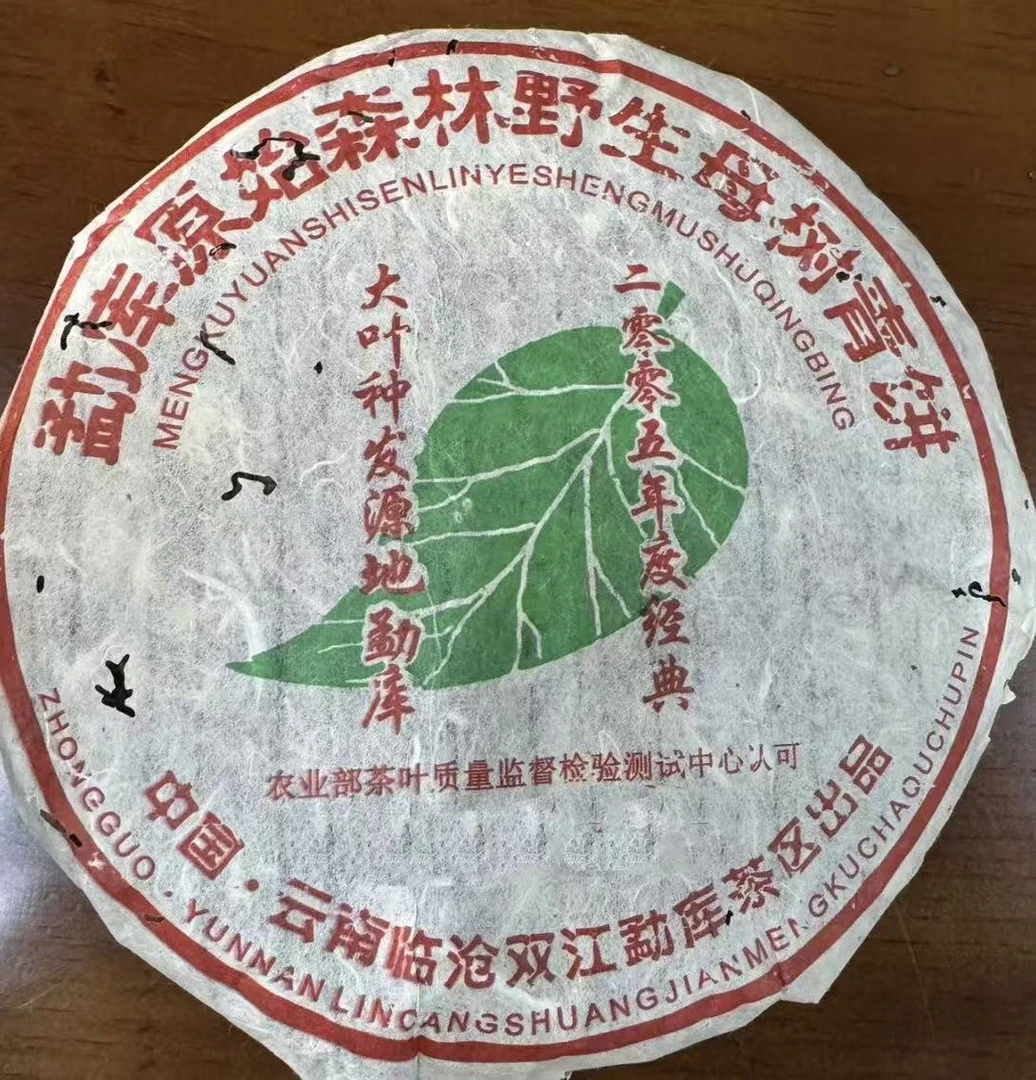 勐库原始森林野生母树青饼
MENGKUYUANSHISENLINYESHENGMUSHUQINGBING
二零零五年度经典
大叶种发源地勐库
农业部茶叶质量监督检验测试中心认可
中国·云南临沧双江勐库茶区出品
ZHONGGUO·YUNNANLINCANGSHUANGJIANMENGKUCHAQUCHUPIN